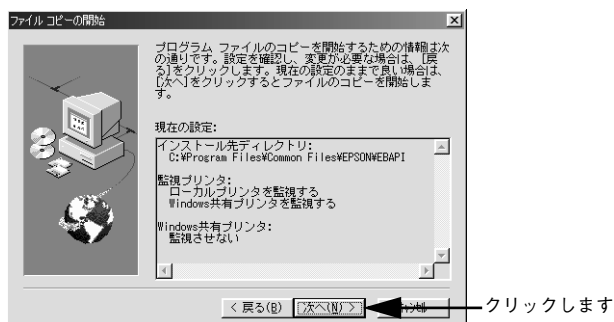 ファイル コピーの開始
プログラム ファイルのコピーを開始するための情報は次
の通りです。設定を確認し、変更が必要な場合は、[戻
る]をクリックします。現在の設定のままで良い場合は、
[次へ]をクリックするとファイルのコピーを開始しま
す。
現在の設定:
インストール先ディレクトリ:
C:¥Program Files¥Common Files¥EPSON¥EBAPI
監視プリンタ:
ローカルプリンタを監視する
Windows共有プリンタを監視する
Windows共有プリンタ:
監視させない
< 戻る(B)
次へ(N) >
クリックします